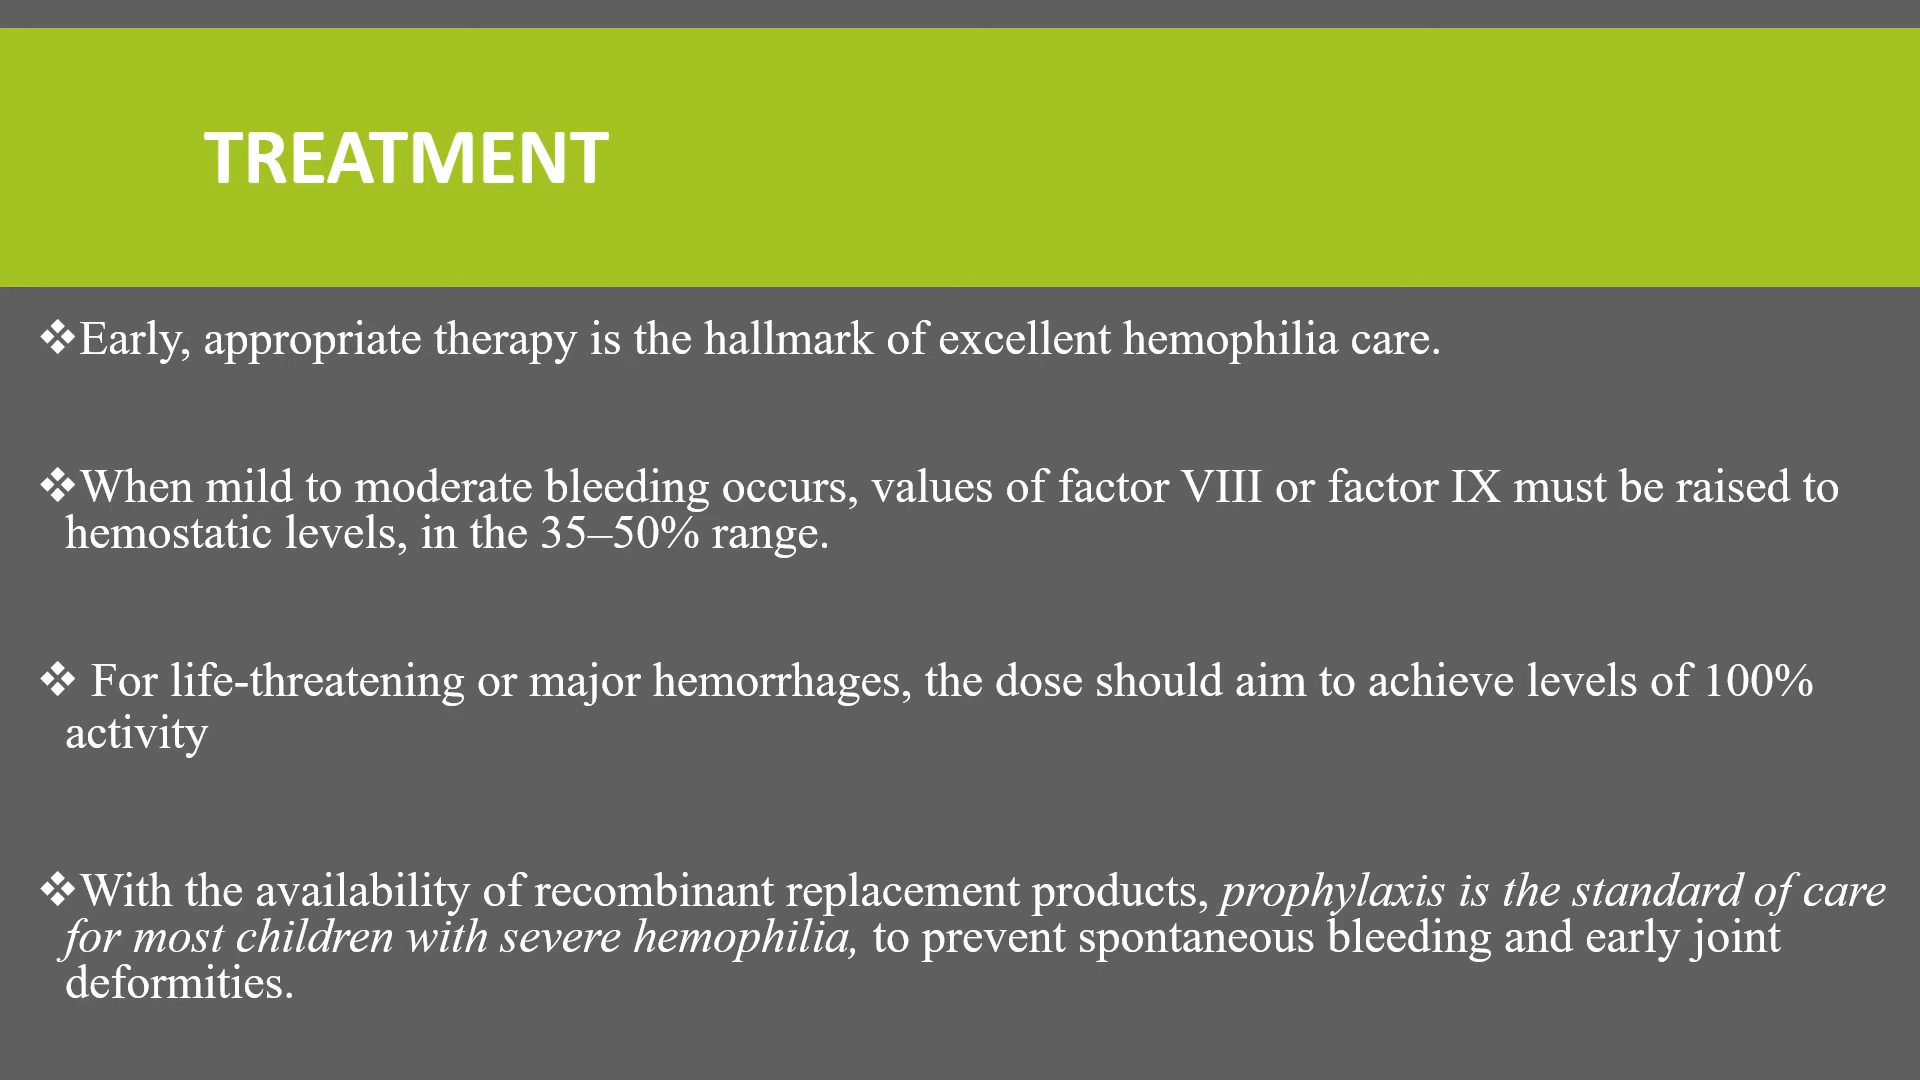 TREATMENT
❖Early, appropriate therapy is the hallmark of excellent hemophilia care.
❖When mild to moderate bleeding occurs, values of factor VIII or factor IX must be raised to
hemostatic levels, in the 35–50% range.
❖ For life-threatening or major hemorrhages, the dose should aim to achieve levels of 100%
activity
❖With the availability of recombinant replacement products, prophylaxis is the standard of care
for most children with severe hemophilia, to prevent spontaneous bleeding and early joint
deformities.